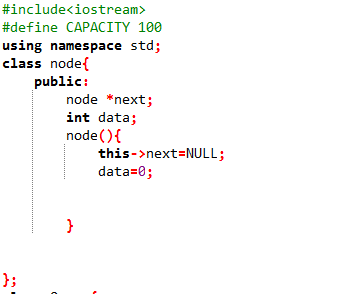 #include<iostream>
#define CAPACITY 100
using namespace std;
class node{
public:
node *next;
int data;
node(){
this->next=NULL;
data=0;
}
};